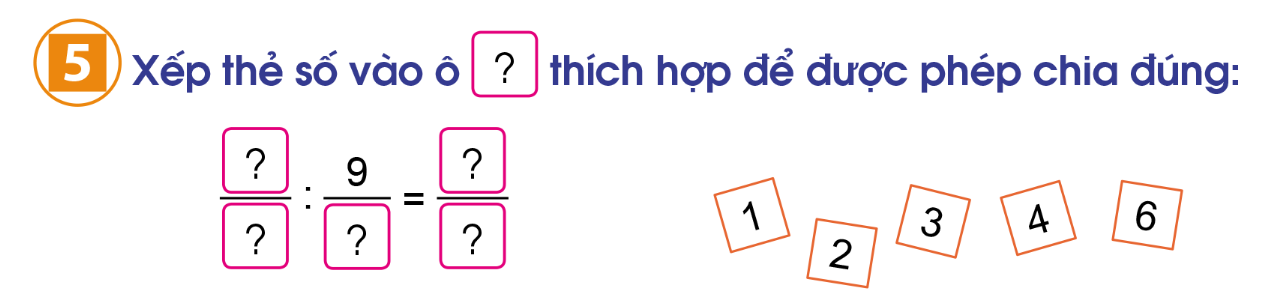 5 Xếp thẻ số vào ô ? thích hợp để được phép chia đúng:
? 9 ?
: =
? ? ?
1 2 3 4 6